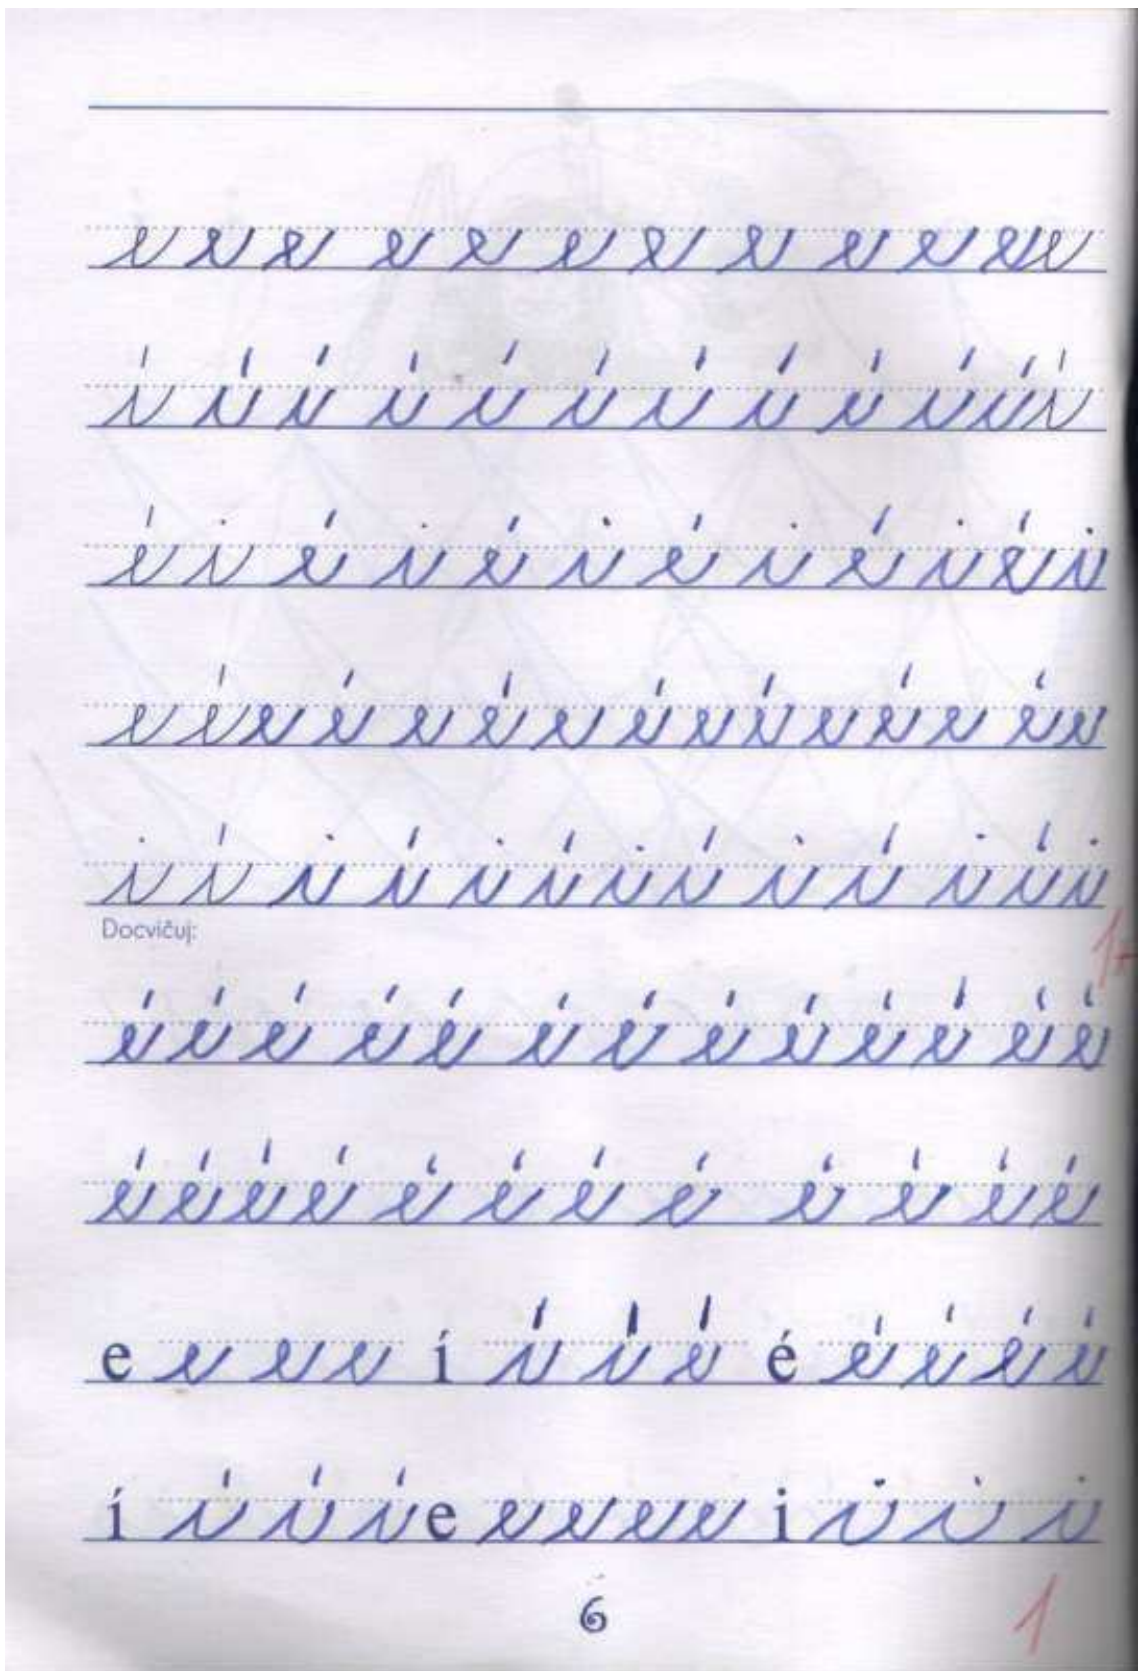 e e e e e e e e e e e e
í í í í í í í í í í í í
é i é i é i é i é i é i
e é e é e é e é e é e é e é e
i í i í i í i í i í i í i
Docvičuj:
1+
é é é é é é é é é é é é é
é é é é é é é é é é é é
e e e e í í í é é é é é é
í í í í e e e e e i i i i
6
1